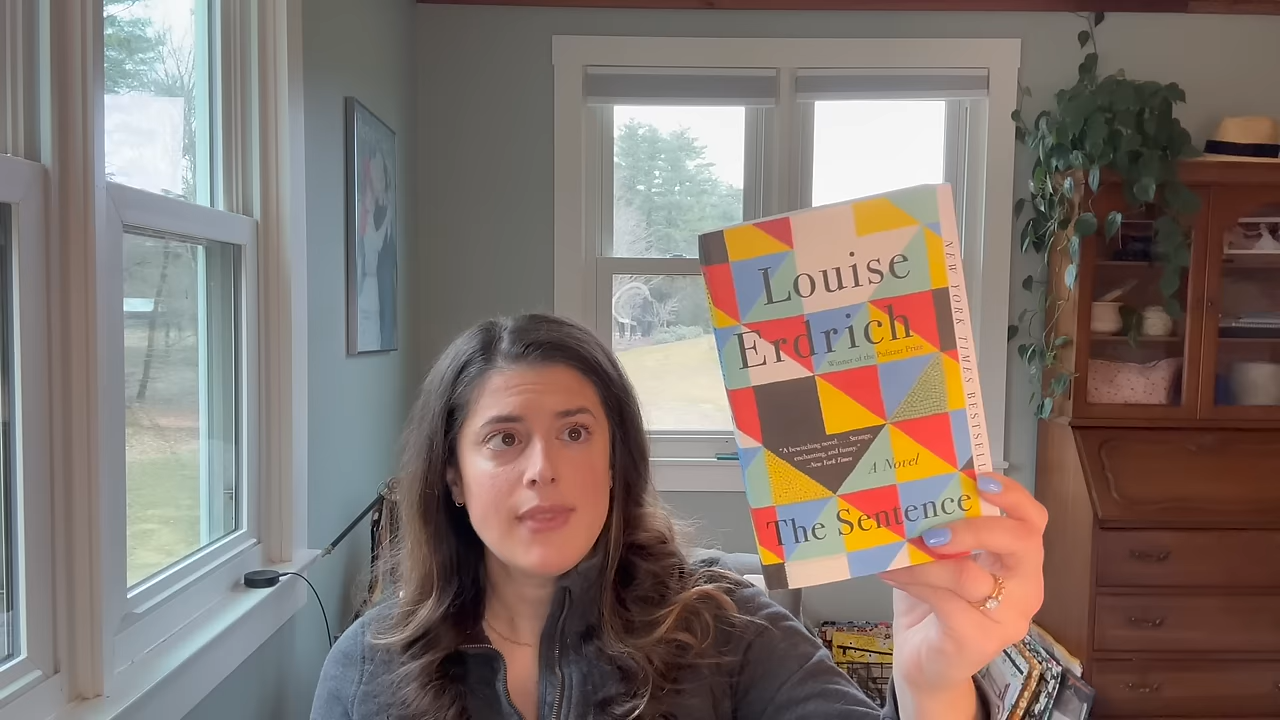 Louise
Erdrich
Winner of the Pulitzer Prize
"A bewitching novel. . . . Strange,
enchanting, and funny."
—New York Times
A Novel
The Sentence
NEW YORK TIMES BESTSELL